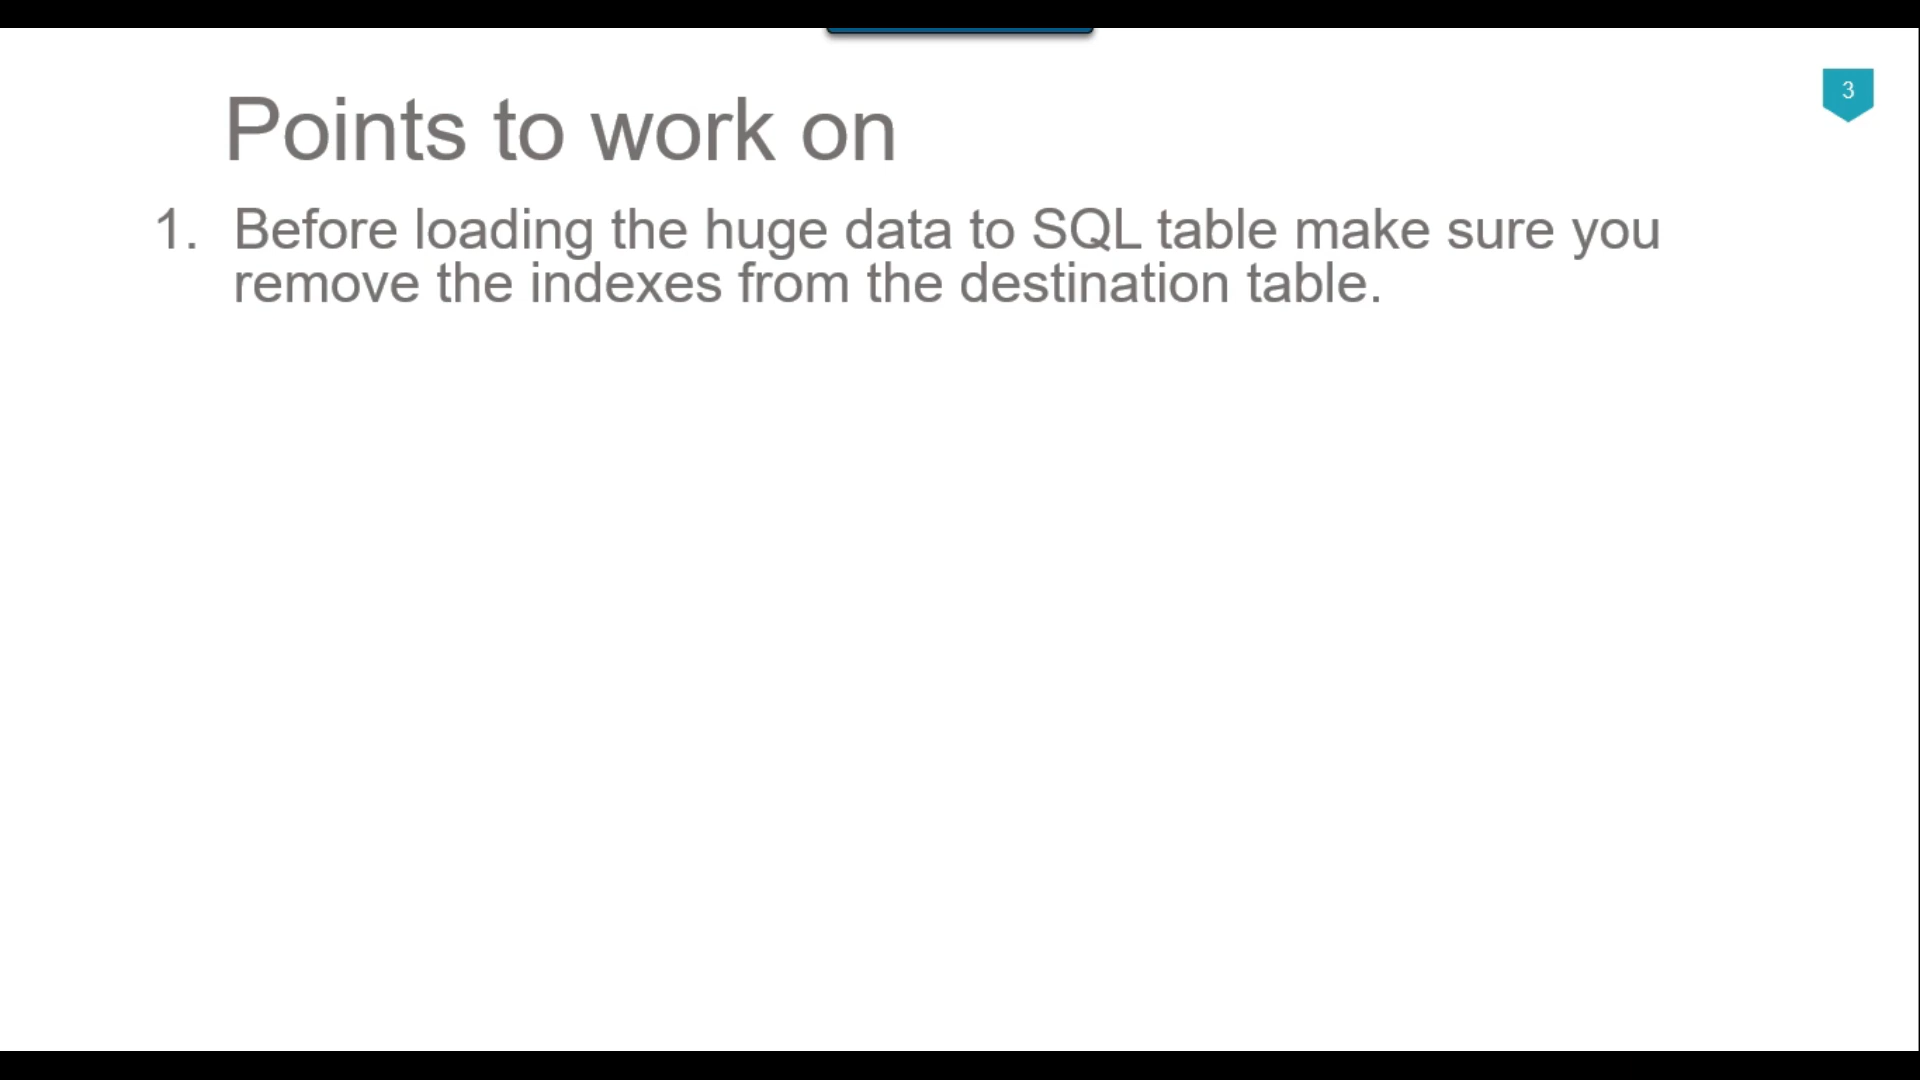 3
Points to work on
1. Before loading the huge data to SQL table make sure you
remove the indexes from the destination table.